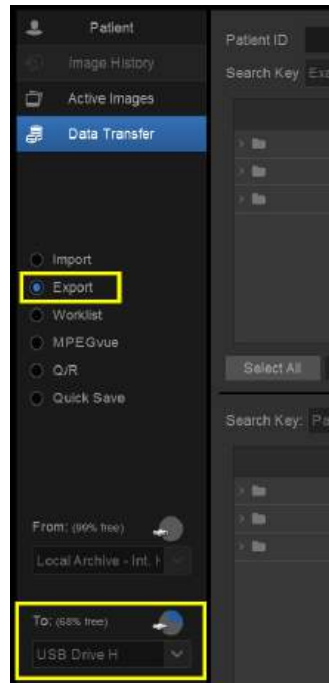 Patient
Image History
Active Images
Data Transfer
Import
Export
Worklist
MPEGvue
Q/R
Quick Save
From: (99% free)
Local Archive - Int. H
To: (68% free)
USB Drive H
Patient ID
Search Key
Select All
Search Key: